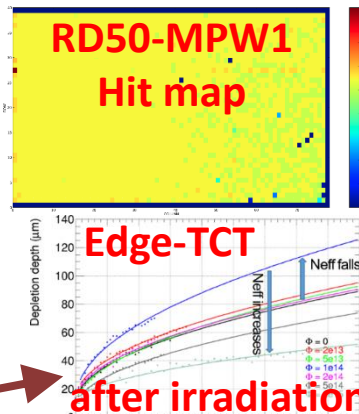 RD50-MPW1
Hit map
140
Edge-TCT
Depletion depth (μm)
120
100
80
60
40
20
Neff increases
Neff falls
Φ = 0
Φ = 2e13
Φ = 5e13
Φ = 1e14
Φ = 2e14
Φ = 5e14
after irradiation